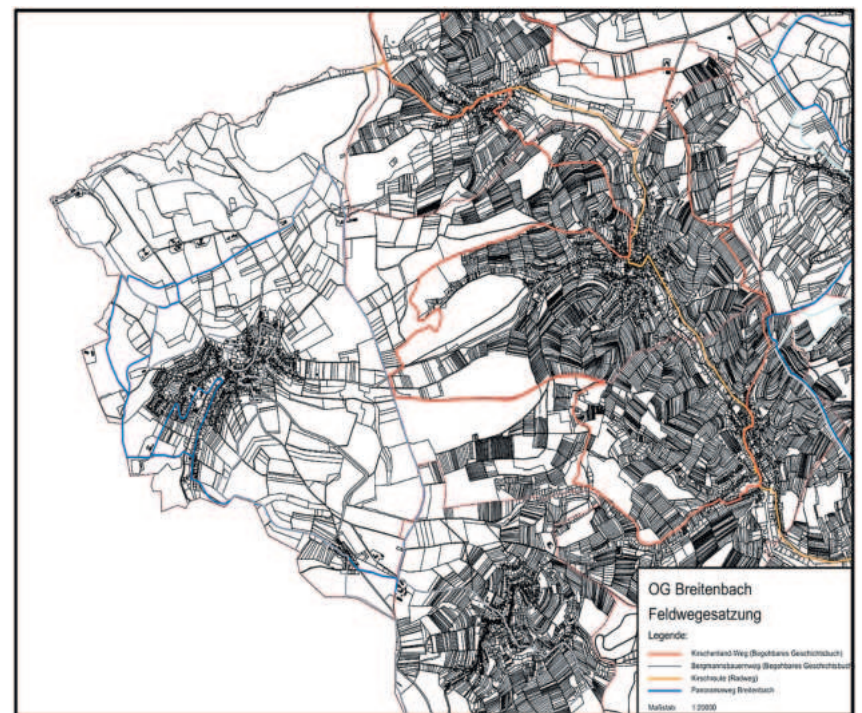 OG Breitenbach
Feldwegesatzung
Legende:
Kirschenland-Weg (Begehbares Geschichtsbuch)
Bergmannsbauernweg (Begehbares Geschichtsbuch
Kirschroute (Radweg)
Panoramaweg Breitenbach
Maßstab: 1:20000